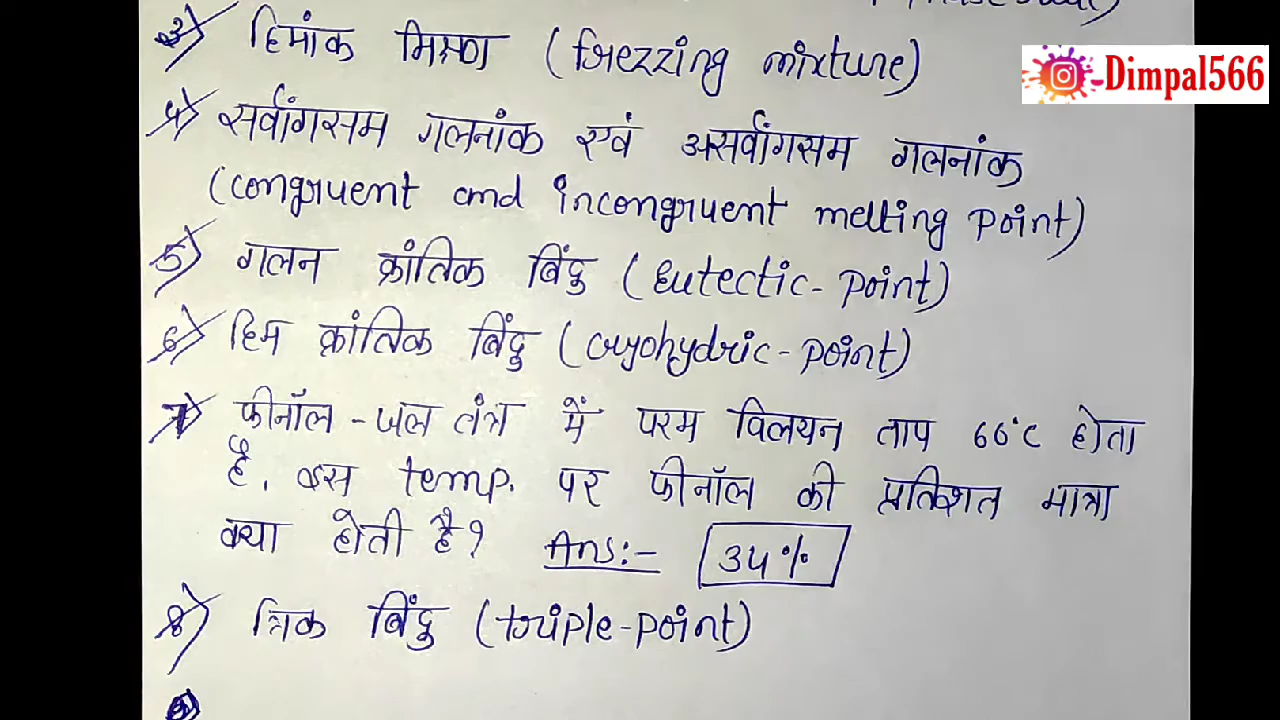 3) हिमांक मिश्रण (freezzing mixture)
Dimpal566
4) सर्वांगसम गलनांक एवं असर्वांगसम गलनांक
(congruent and incongruent melting point)
5) गलन क्रांतिक बिंदु (Eutectic-point)
6) हिम क्रांतिक बिंदु (cryohydric-point)
7) फीनॉल - जल तंत्र में परम विलयन ताप 66°C होता
है, इस temp. पर फीनॉल की प्रतिशत मात्रा
क्या होती है? Ans:- 34%
8) त्रिक बिंदु (triple-point)